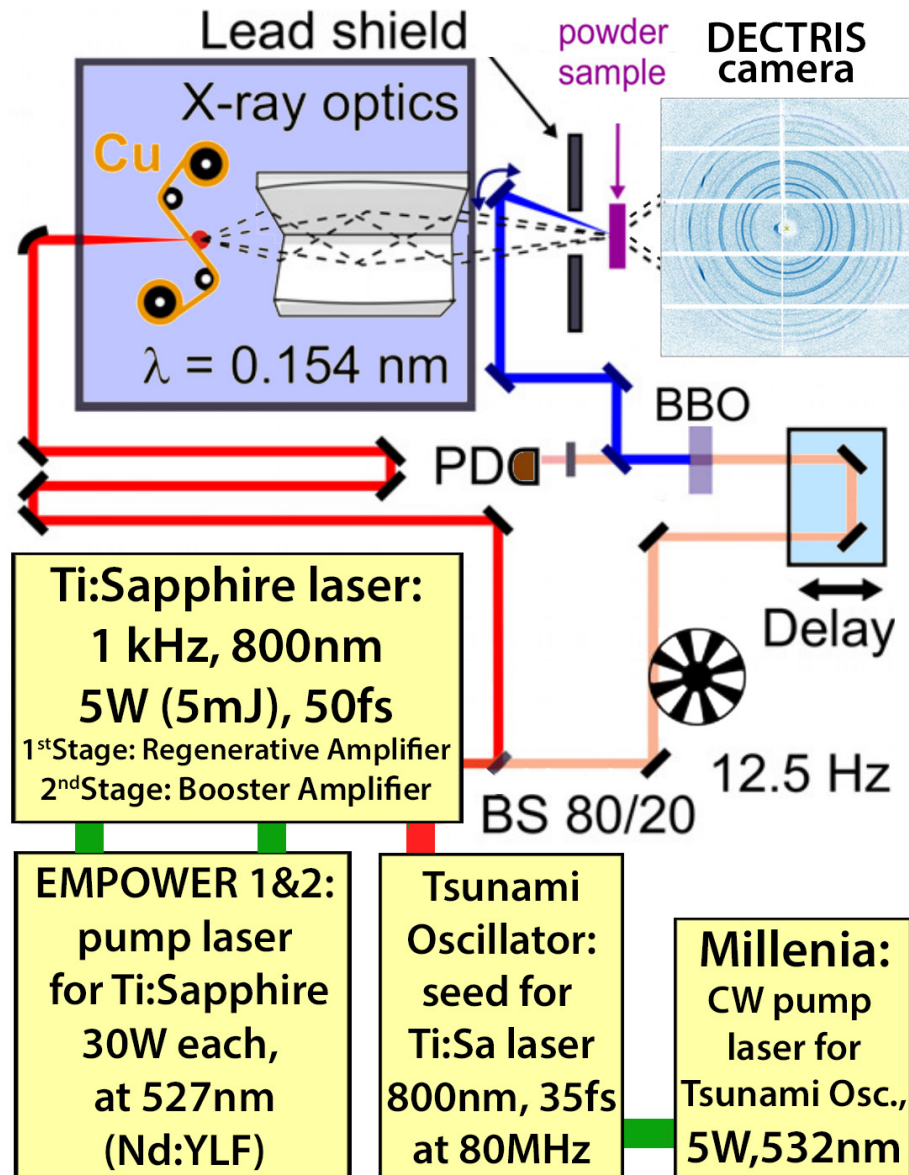 Lead shield
powder
sample
DECTRIS
camera
X-ray optics
Cu
λ = 0.154 nm
BBO
PD
Delay
Ti:Sapphire laser:
1 kHz, 800nm
5W (5mJ), 50fs
1stStage: Regenerative Amplifier
2ndStage: Booster Amplifier
12.5 Hz
BS 80/20
EMPOWER 1&2:
pump laser
for Ti:Sapphire
30W each,
at 527nm
(Nd:YLF)
Tsunami
Oscillator:
seed for
Ti:Sa laser
800nm, 35fs
at 80MHz
Millenia:
CW pump
laser for
Tsunami Osc.,
5W,532nm